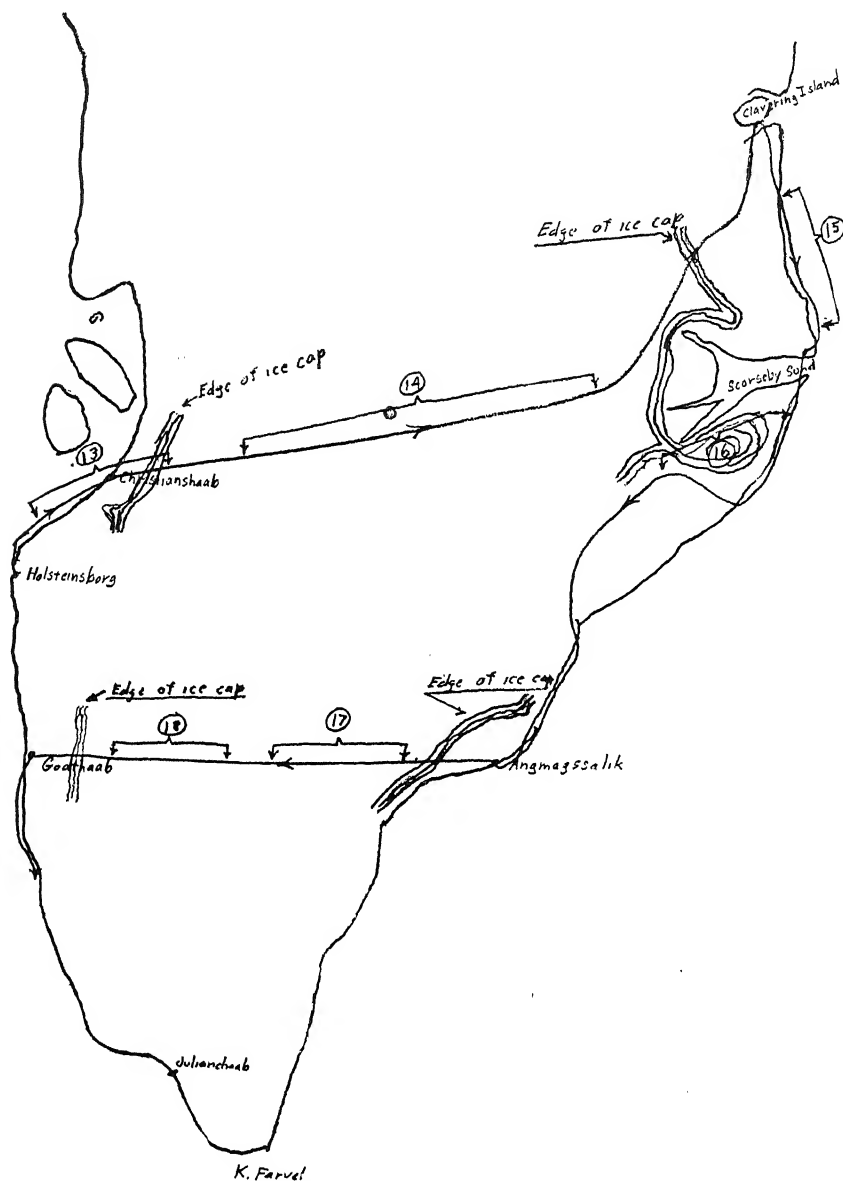 Clavering Island
Edge of ice cap
15
Edge of ice cap
14
Scorseby Sund
13
16
Christianshaab
Holsteinsborg
Edge of ice cap
Edge of ice cap
18
17
Godthaab
Angmagssalik
Julianehaab
K. Farvel